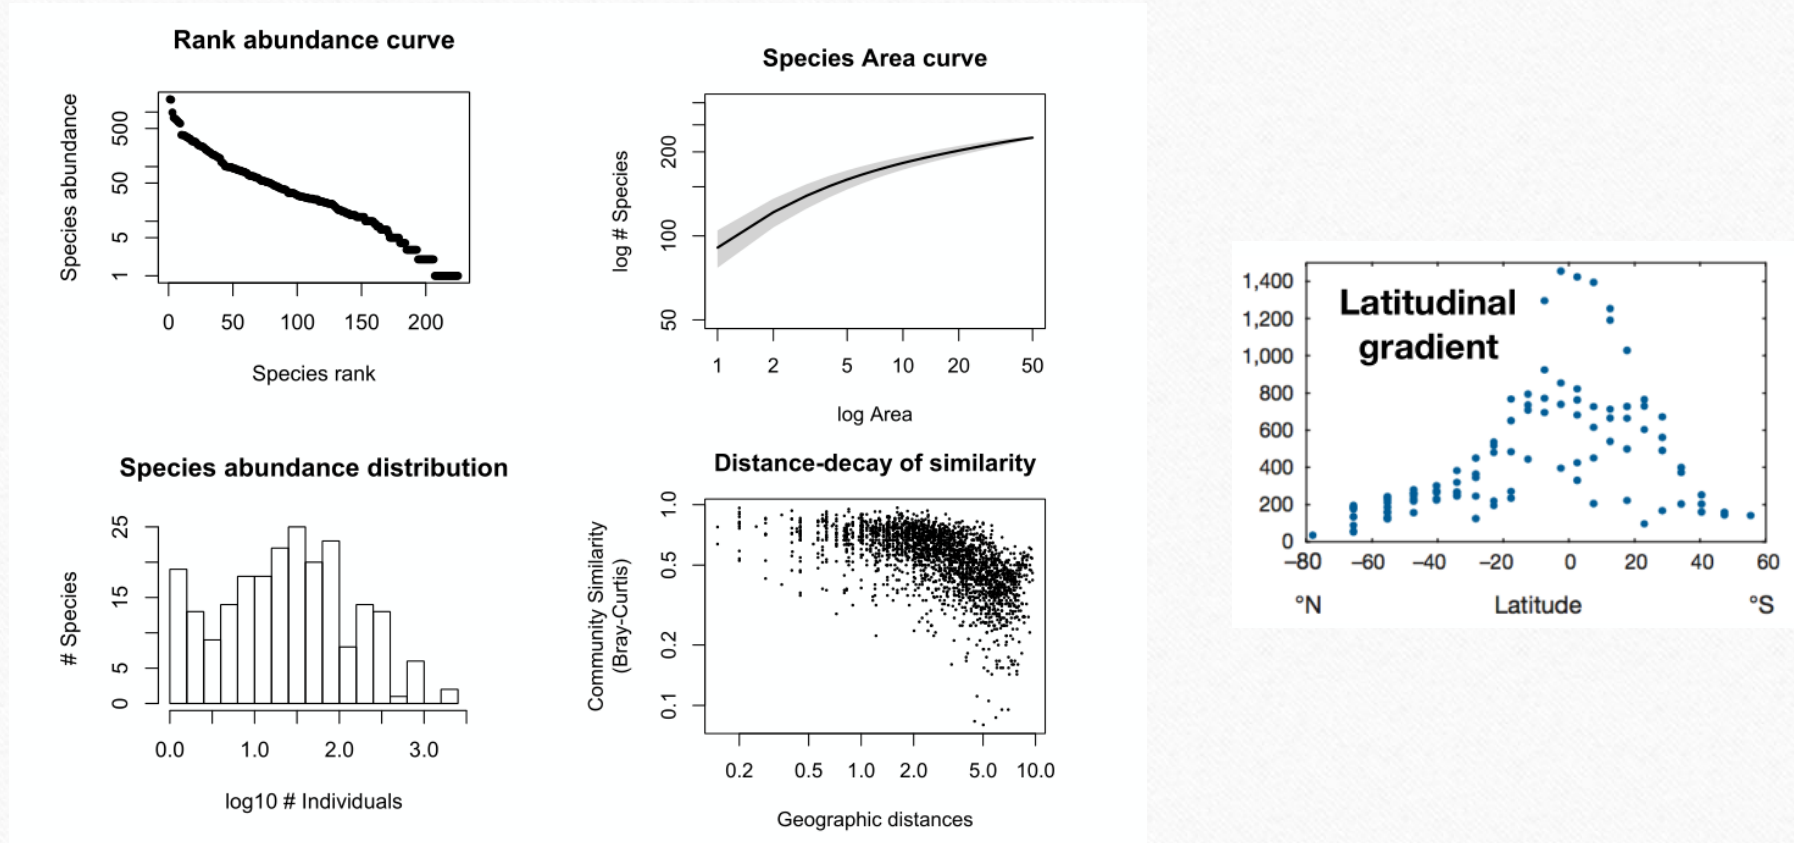 Rank abundance curve
Species abundance
500
50
5
1
0 50 100 150 200
Species rank
Species Area curve
log # Species
200
100
50
1 2 5 10 20 50
log Area
Species abundance distribution
# Species
25
15
5
0
0.0 1.0 2.0 3.0
log10 # Individuals
Distance-decay of similarity
Community Similarity
(Bray-Curtis)
1.0
0.5
0.2
0.1
0.2 0.5 1.0 2.0 5.0 10.0
Geographic distances
Latitudinal
gradient
1,400
1,200
1,000
800
600
400
200
0
−80 −60 −40 −20 0 20 40 60
°N Latitude °S